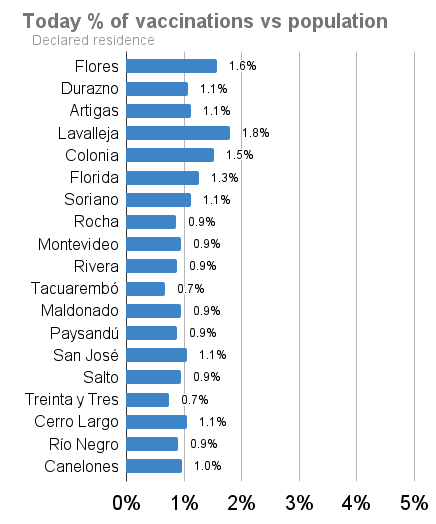 Today % of vaccinations vs population
Declared residence
Flores 1.6%
Durazno 1.1%
Artigas 1.1%
Lavalleja 1.8%
Colonia 1.5%
Florida 1.3%
Soriano 1.1%
Rocha 0.9%
Montevideo 0.9%
Rivera 0.9%
Tacuarembó 0.7%
Maldonado 0.9%
Paysandú 0.9%
San José 1.1%
Salto 0.9%
Treinta y Tres 0.7%
Cerro Largo 1.1%
Río Negro 0.9%
Canelones 1.0%
0% 1% 2% 3% 4% 5%